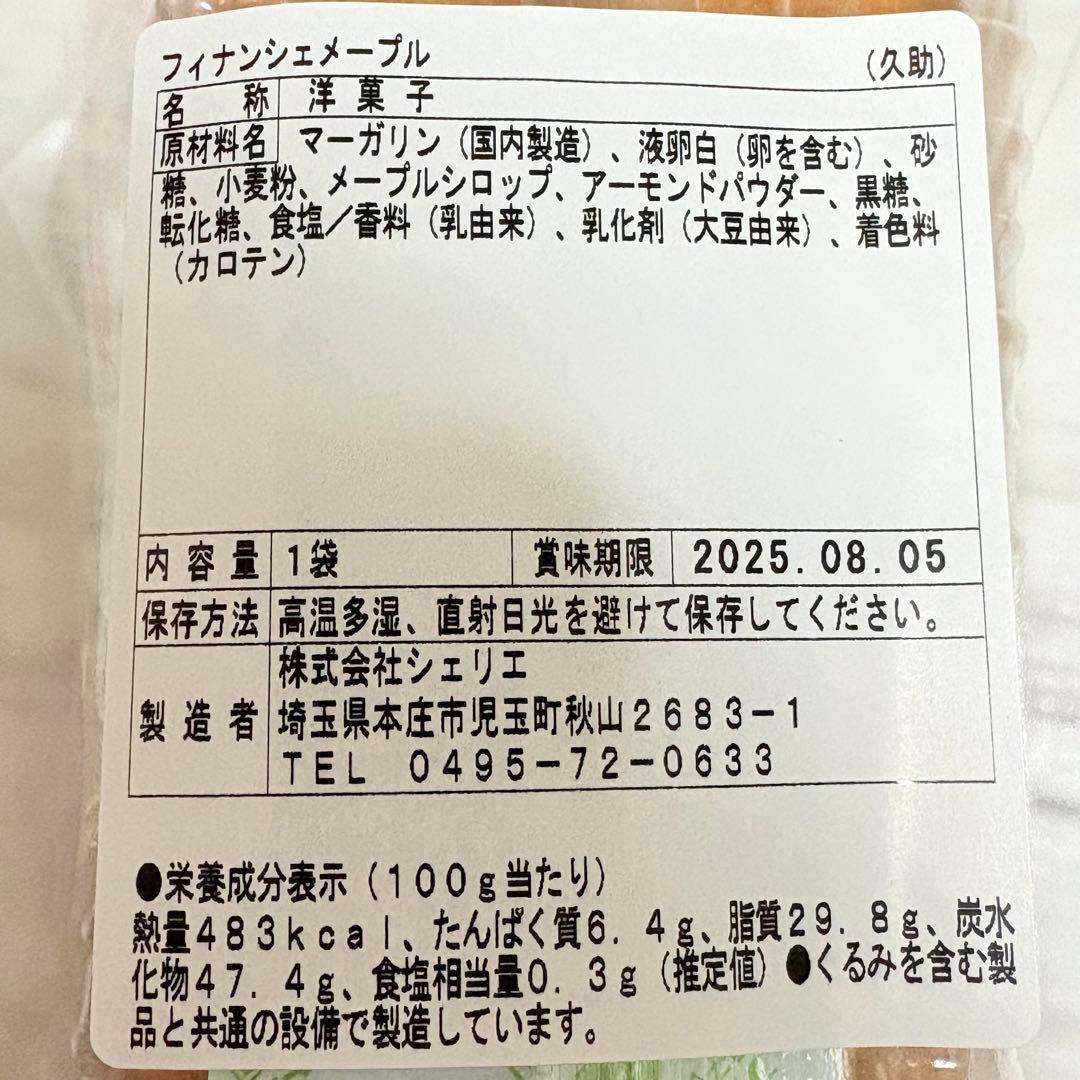 フィナンシェメープル (久助)
名 称 洋菓子
原材料名 マーガリン（国内製造）、液卵白（卵を含む）、砂
糖、小麦粉、メープルシロップ、アーモンドパウダー、黒糖、
転化糖、食塩／香料（乳由来）、乳化剤（大豆由来）、着色料
（カロテン）
内容量 1袋 賞味期限 2025.08.05
保存方法 高温多湿、直射日光を避けて保存してください。
株式会社シェリエ
製造者 埼玉県本庄市児玉町秋山2683-1
TEL 0495-72-0633
●栄養成分表示（100g当たり）
熱量483kcal、たんぱく質6.4g、脂質29.8g、炭水
化物47.4g、食塩相当量0.3g（推定値）●くるみを含む製
品と共通の設備で製造しています。